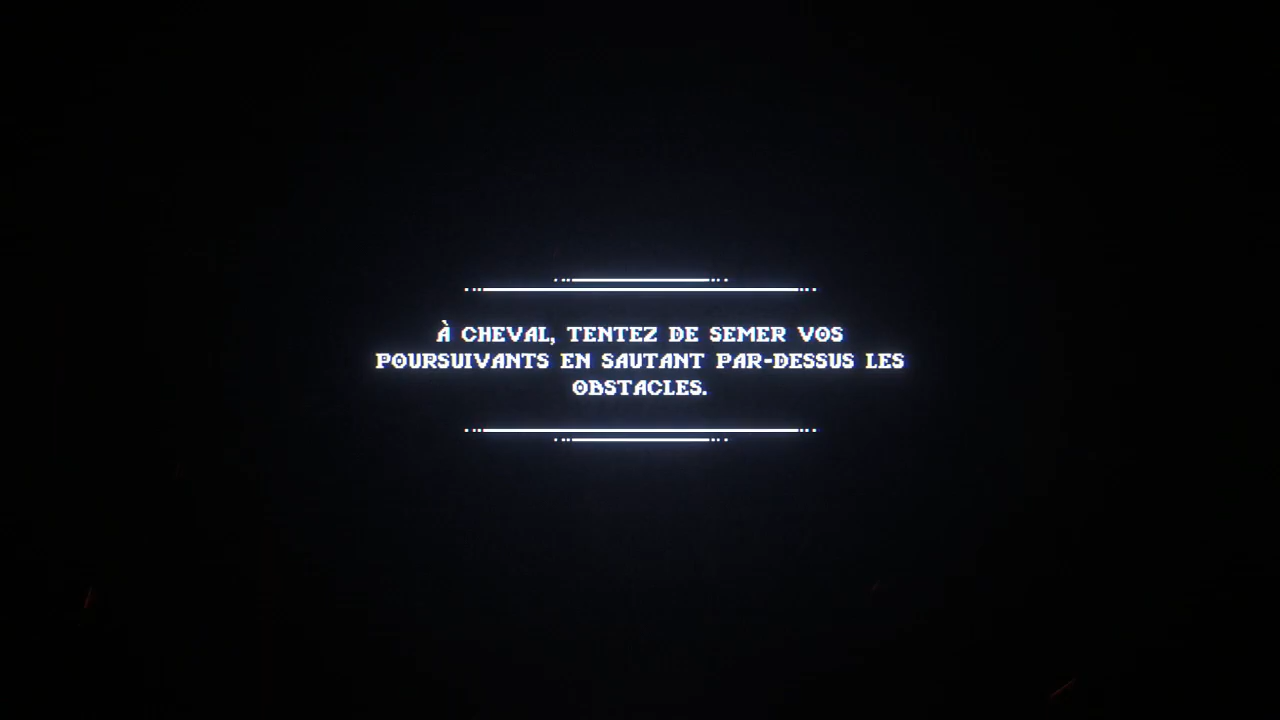 À CHEVAL, TENTEZ DE SEMER VOS
POURSUIVANTS EN SAUTANT PAR-DESSUS LES
OBSTACLES.